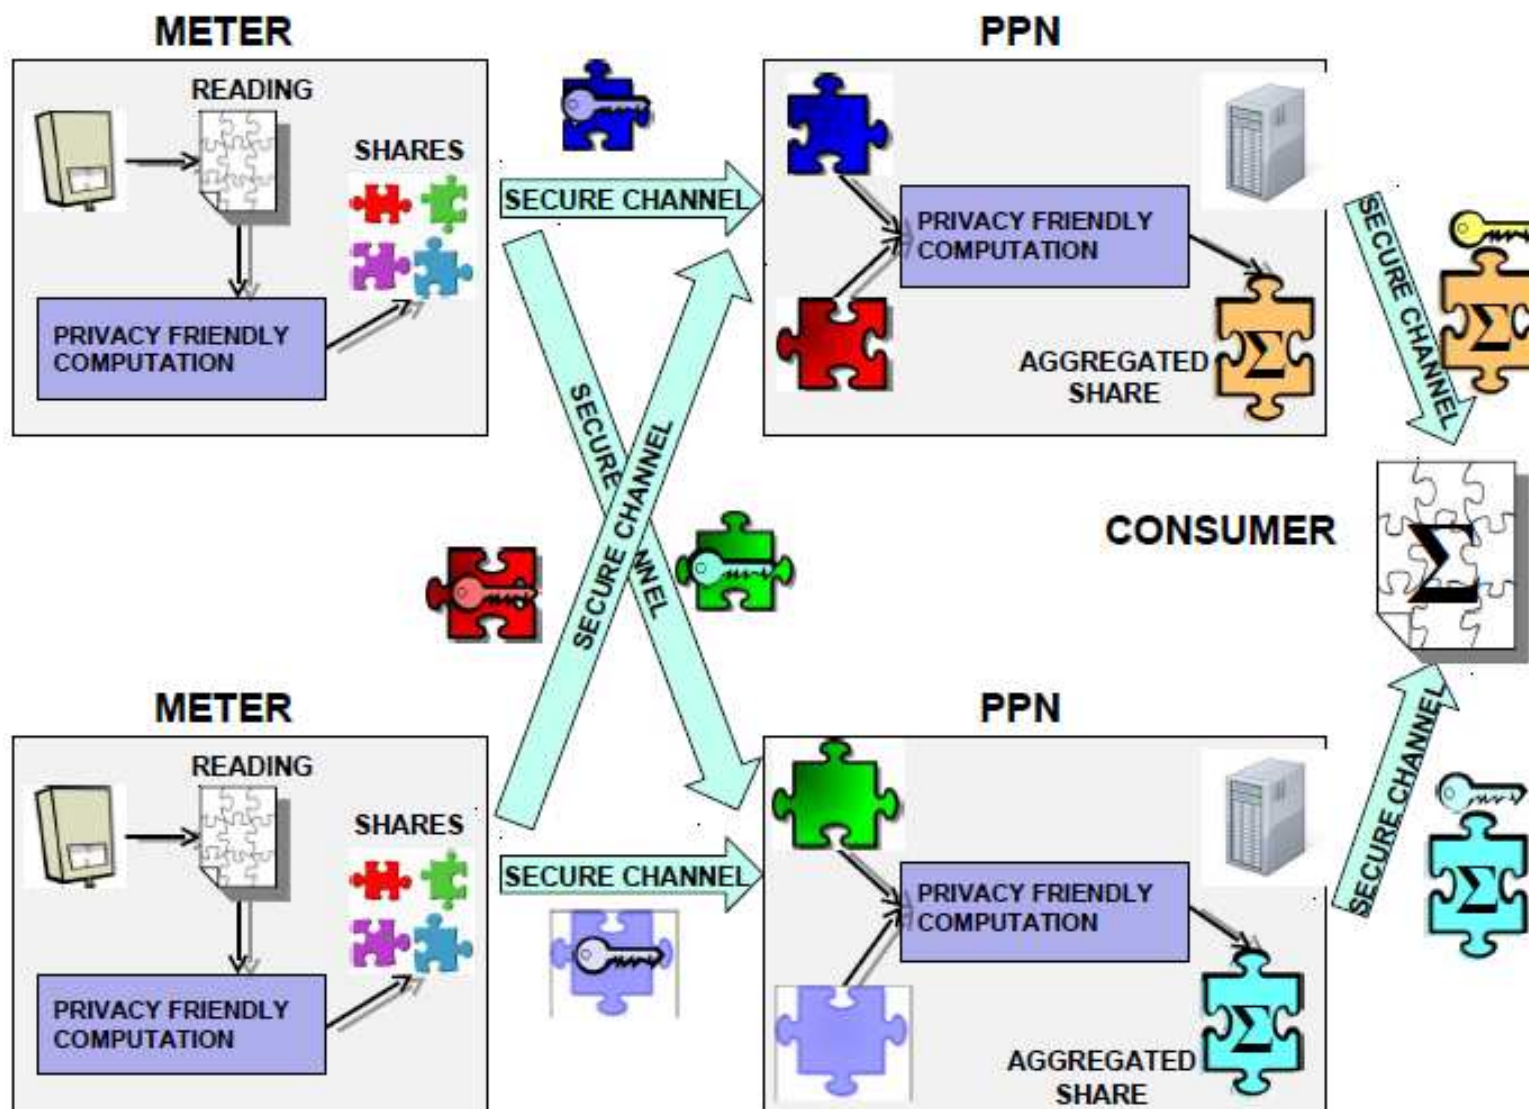 METER
READING
SHARES
PRIVACY FRIENDLY
COMPUTATION
SECURE CHANNEL
PPN
PRIVACY FRIENDLY
COMPUTATION
AGGREGATED
SHARE
Σ
SECURE CHANNEL
Σ
SECURE
NNEL
SECURE CHANNEL
CONSUMER
Σ
METER
READING
SHARES
PRIVACY FRIENDLY
COMPUTATION
SECURE CHANNEL
PPN
PRIVACY FRIENDLY
COMPUTATION
AGGREGATED
SHARE
Σ
SECURE CHANNEL
Σ